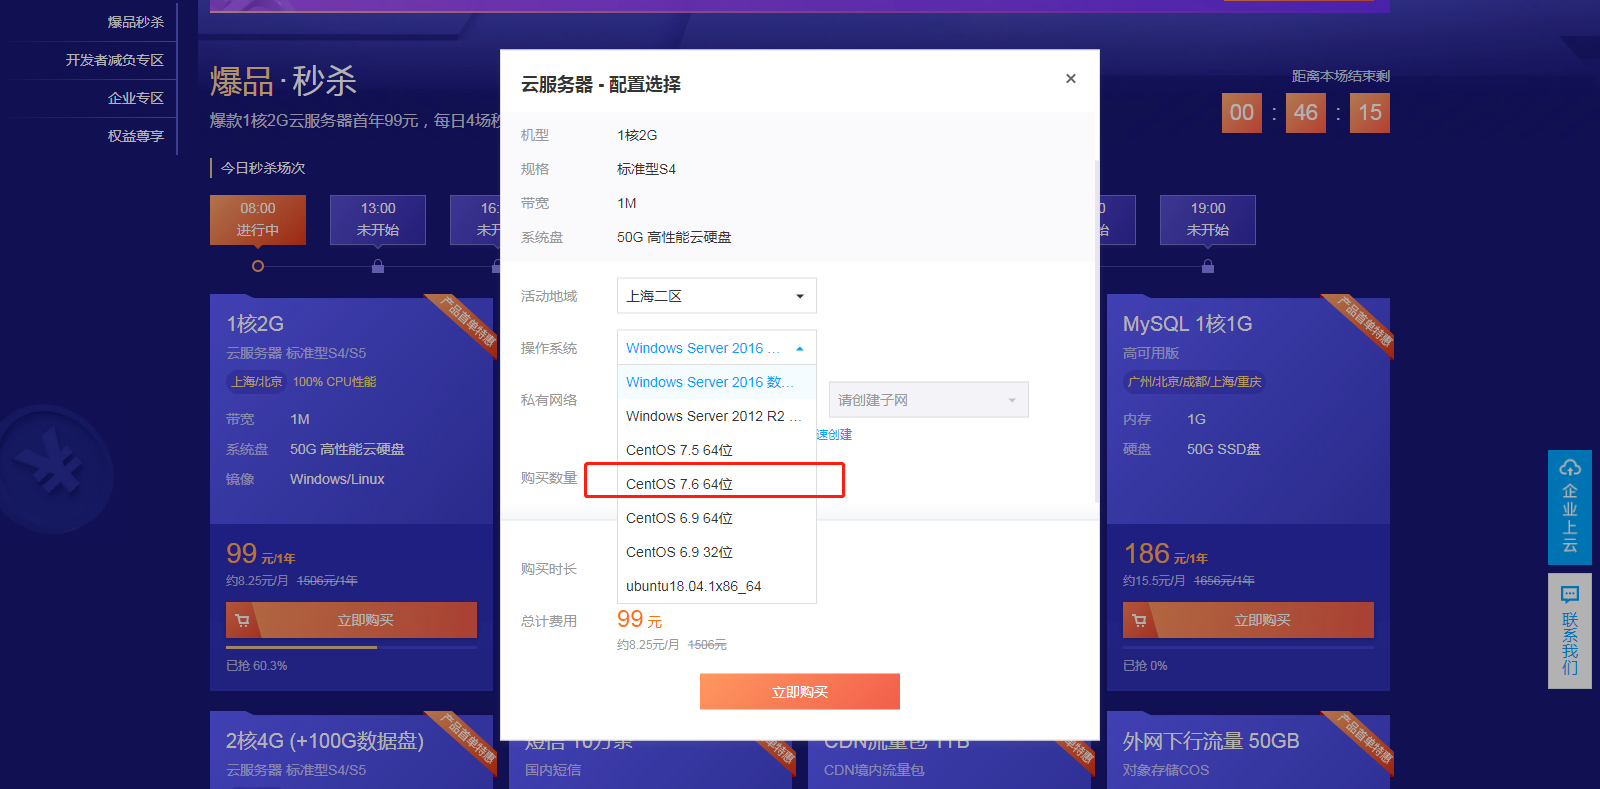 爆品秒杀
开发者减负专区
企业专区
权益尊享
爆品·秒杀
爆款1核2G云服务器首年99元，每日4场秒
距离本场结束剩
00 : 46 : 15
今日秒杀场次
08:00
进行中
13:00
未开始
16:
未开
19:00
未开始
1核2G
产品首单特惠
云服务器 标准型S4/S5
上海/北京 100% CPU性能
带宽 1M
系统盘 50G 高性能云硬盘
镜像 Windows/Linux
99 元/1年
约8.25元/月 1506元/1年
立即购买
已抢 60.3%
云服务器 - 配置选择
×
机型 1核2G
规格 标准型S4
带宽 1M
系统盘 50G 高性能云硬盘
活动地域 上海二区
操作系统 Windows Server 2016 ...
Windows Server 2016 数...
Windows Server 2012 R2 ...
CentOS 7.5 64位
CentOS 7.6 64位
CentOS 6.9 64位
CentOS 6.9 32位
ubuntu18.04.1x86_64
私有网络 请创建子网
速创建
购买数量
购买时长
总计费用 99 元
约8.25元/月 1506元
立即购买
MySQL 1核1G
产品首单特惠
高可用版
广州/北京/成都/上海/重庆
内存 1G
硬盘 50G SSD盘
186 元/1年
约15.5元/月 1656元/1年
立即购买
已抢 0%
企业上云
联系我们
2核4G (+100G数据盘)
产品首单特惠
云服务器 标准型S4/S5
短信 10万条
单特惠
国内短信
CDN流量包 1TB
单特惠
CDN境内流量包
外网下行流量 50GB
产品首单特惠
对象存储COS